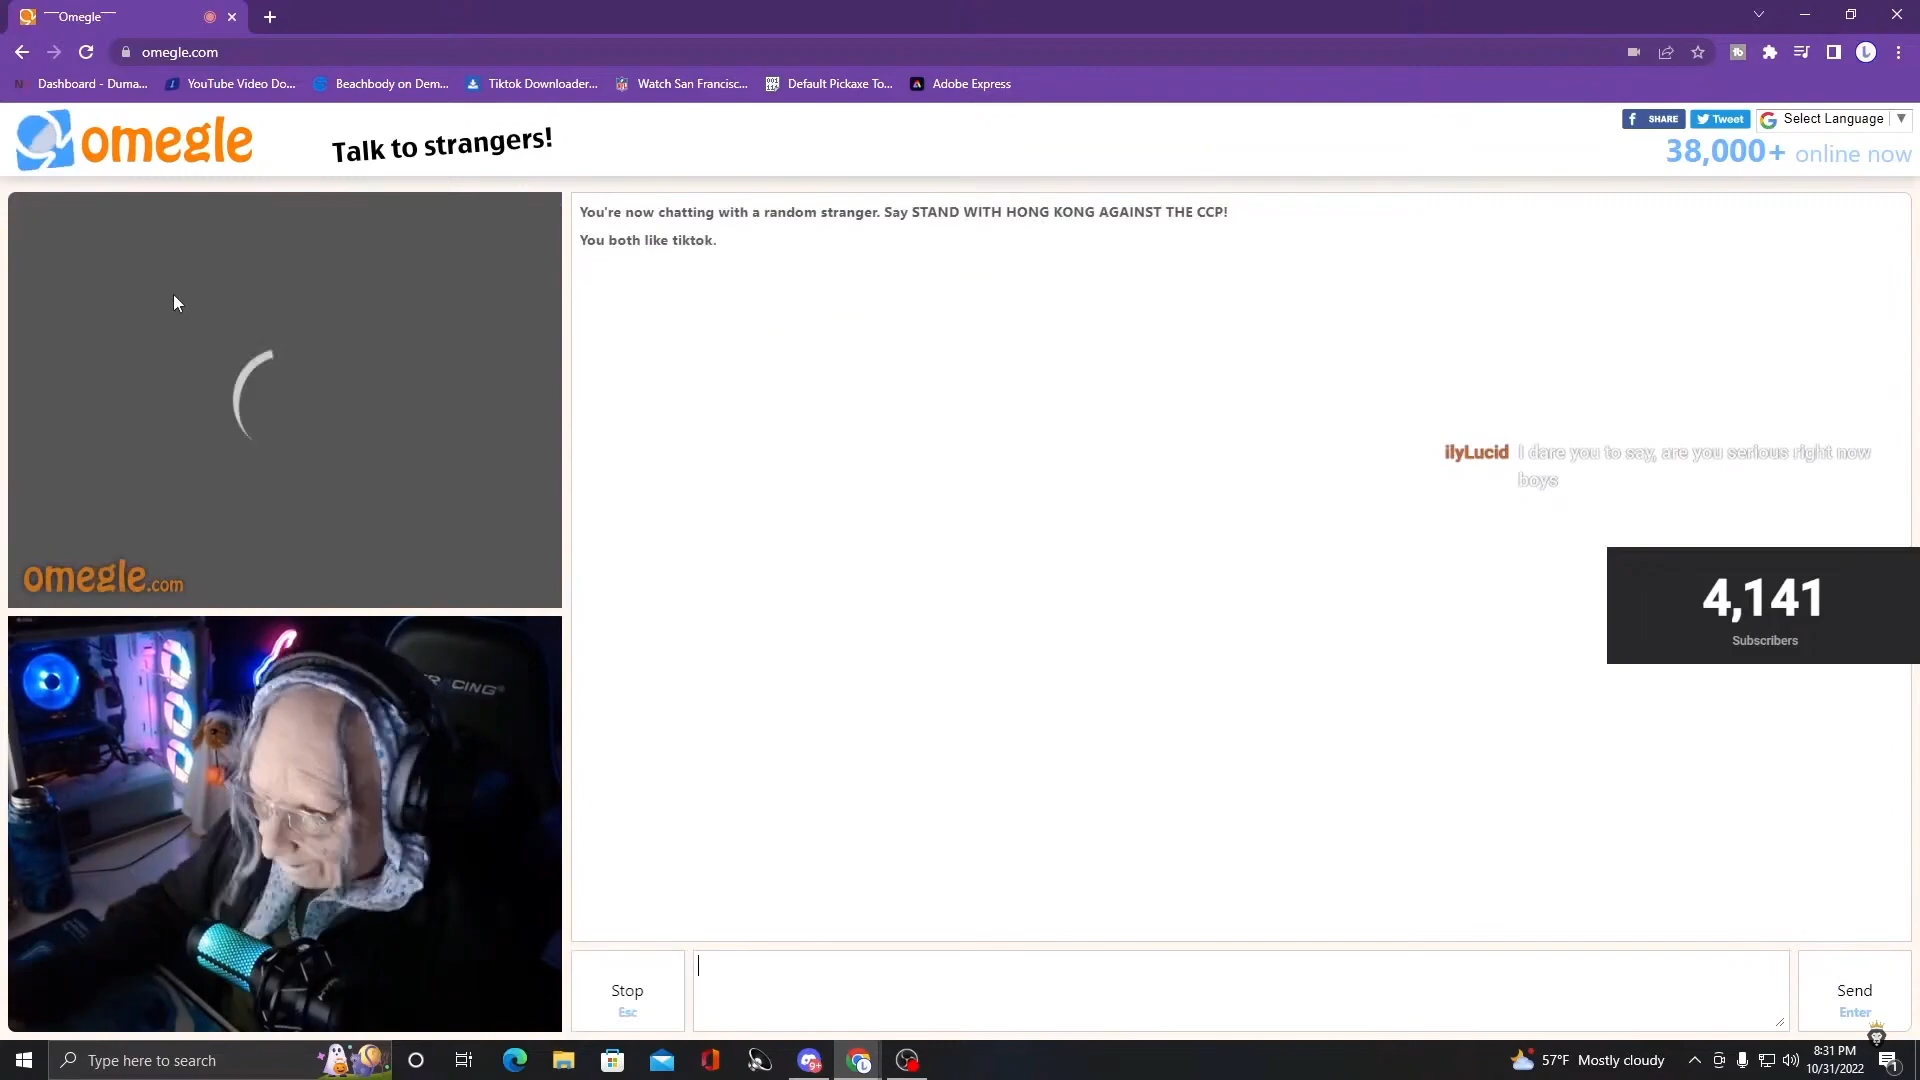 Omegle
omegle.com
Dashboard - Duma...
YouTube Video Do...
Beachbody on Dem...
Tiktok Downloader...
Watch San Francisc...
Default Pickaxe To...
Adobe Express
omegle
Talk to strangers!
SHARE
Tweet
Select Language
38,000+ online now
You're now chatting with a random stranger. Say STAND WITH HONG KONG AGAINST THE CCP!
You both like tiktok.
ilyLucid I dare you to say, are you serious right now
boys
omegle.com
4,141
Subscribers
Stop
Esc
Send
Enter
Type here to search
57°F Mostly cloudy
8:31 PM
10/31/2022